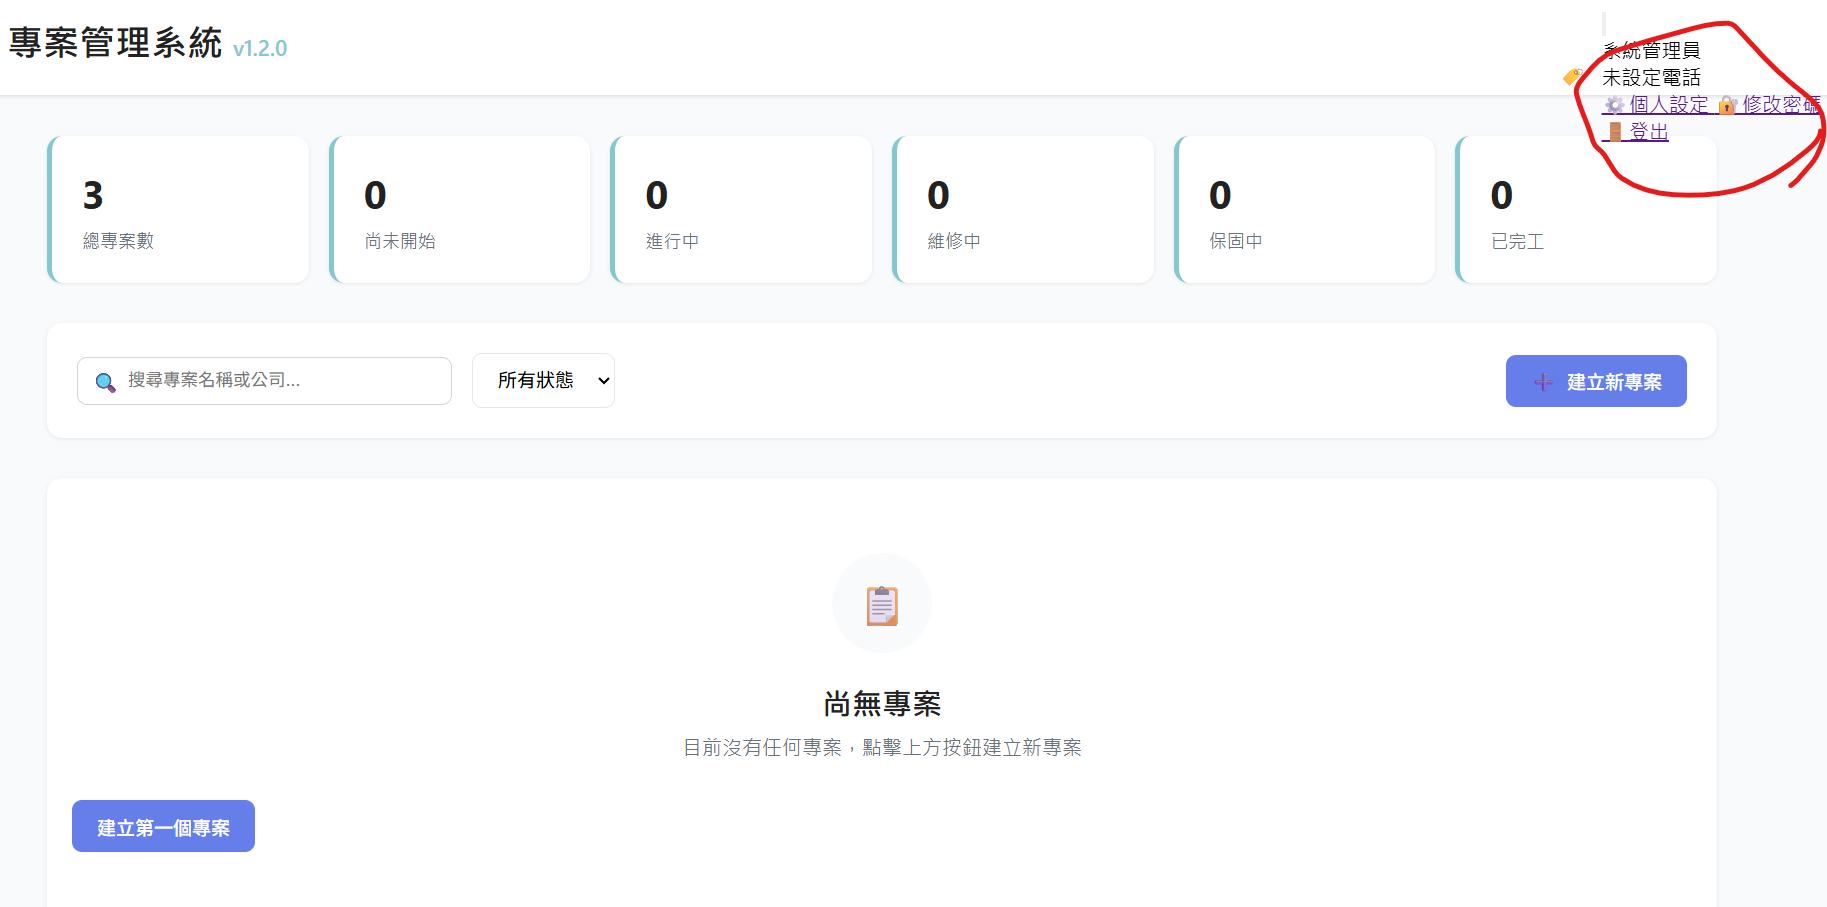 專案管理系統 v1.2.0
系統管理員
未設定電話
個人設定 修改密碼
登出
3
總專案數
0
尚未開始
0
進行中
0
維修中
0
保固中
0
已完工
搜尋專案名稱或公司...
所有狀態
建立新專案
尚無專案
目前沒有任何專案，點擊上方按鈕建立新專案
建立第一個專案